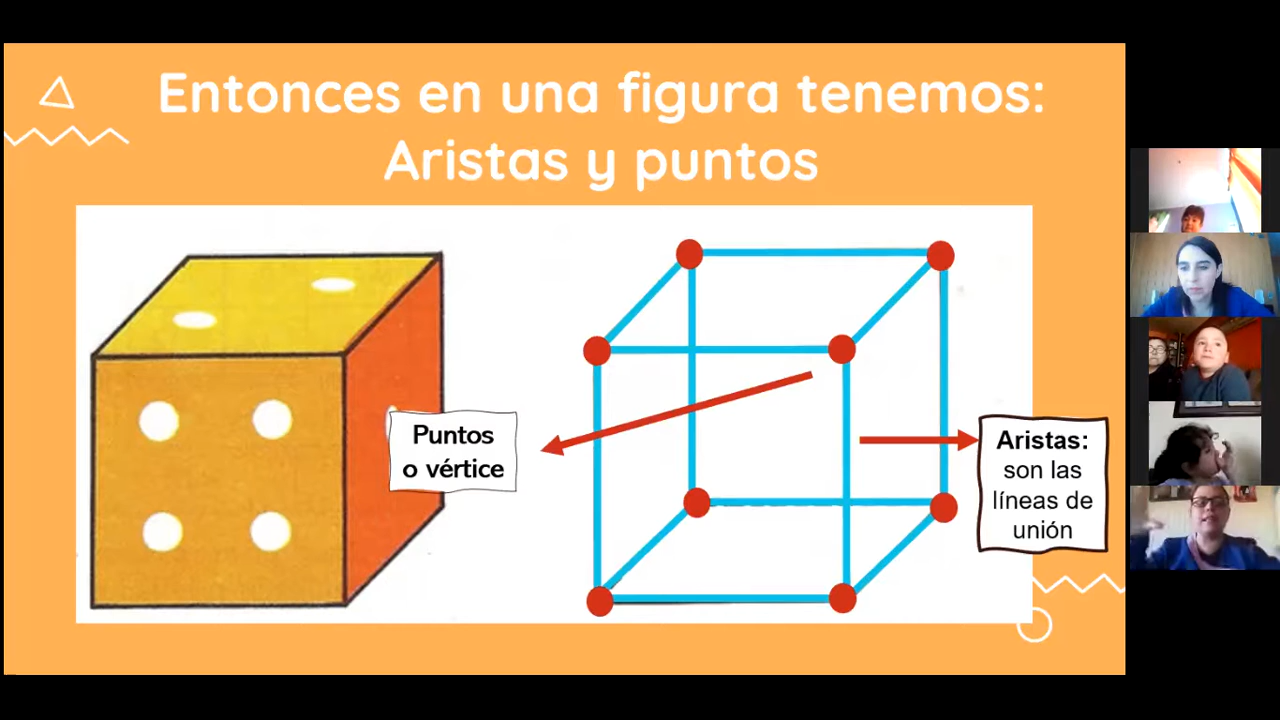 Entonces en una figura tenemos:
Aristas y puntos
Puntos
o vértice
Aristas:
son las
líneas de
unión